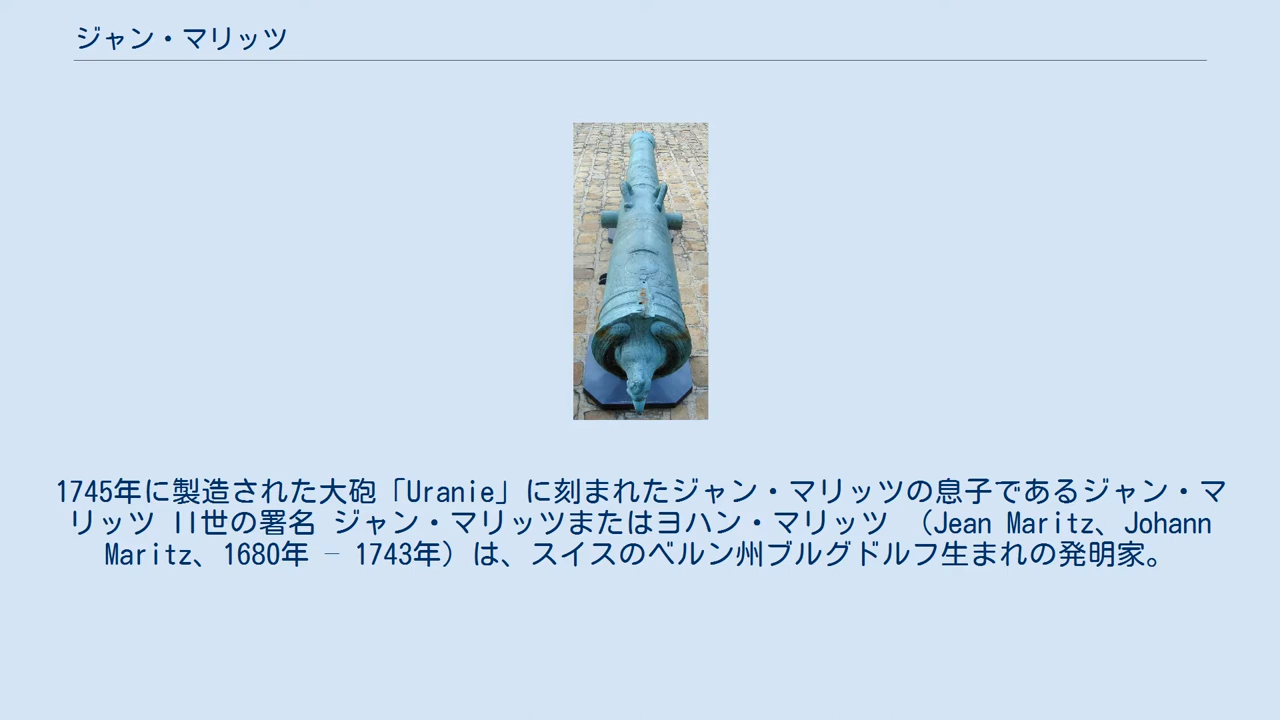 ジャン・マリッツ
1745年に製造された大砲「Uranie」に刻まれたジャン・マリッツの息子であるジャン・マ
リッツ II世の署名 ジャン・マリッツまたはヨハン・マリッツ （Jean Maritz、Johann
Maritz、1680年 – 1743年）は、スイスのベルン州ブルグドルフ生まれの発明家。